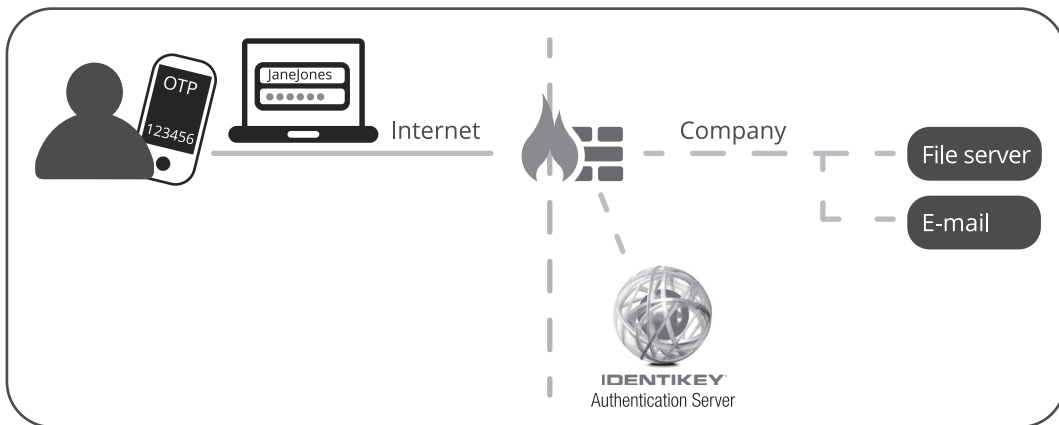 OTP
123456
JaneJones
Internet
Company
File server
E-mail
IDENTIKEY
Authentication Server